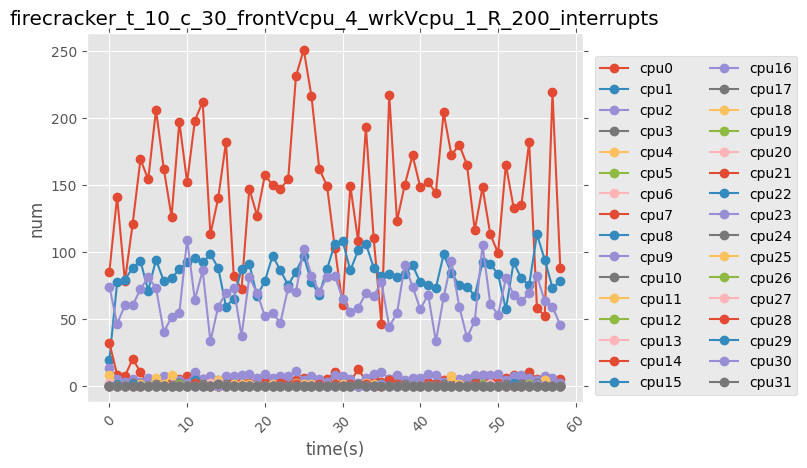 firecracker_t_10_c_30_frontVcpu_4_wrkVcpu_1_R_200_interrupts
250
200
150
100
50
0
num
0
10
20
30
40
50
60
time(s)
cpu0
cpu1
cpu2
cpu3
cpu4
cpu5
cpu6
cpu7
cpu8
cpu9
cpu10
cpu11
cpu12
cpu13
cpu14
cpu15
cpu16
cpu17
cpu18
cpu19
cpu20
cpu21
cpu22
cpu23
cpu24
cpu25
cpu26
cpu27
cpu28
cpu29
cpu30
cpu31